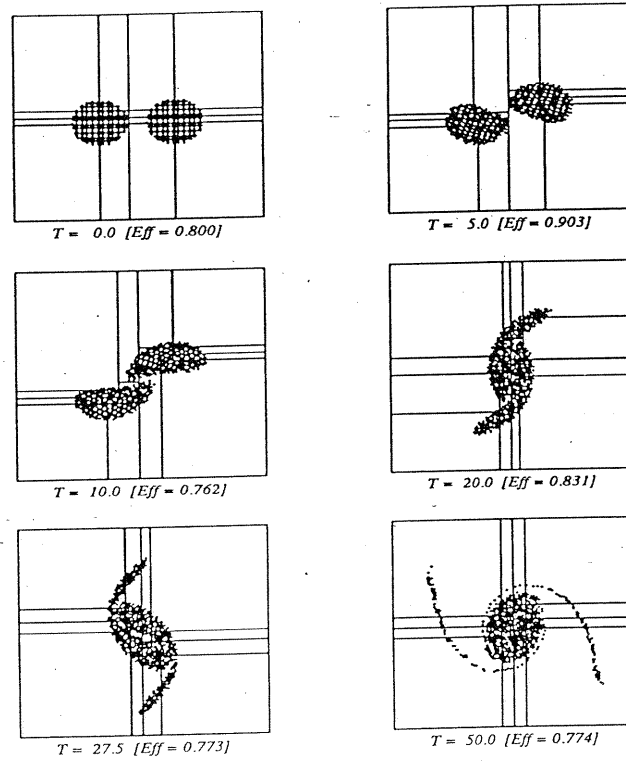 T = 0.0 [Eff = 0.800]
T = 5.0 [Eff = 0.903]
T = 10.0 [Eff = 0.762]
T = 20.0 [Eff = 0.831]
T = 27.5 [Eff = 0.773]
T = 50.0 [Eff = 0.774]